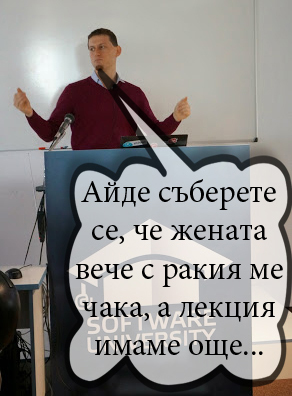 Айде съберете
се, че жената
вече с ракия ме
чака, а лекция
имаме още...
SOFTWARE
UNIVERSITY